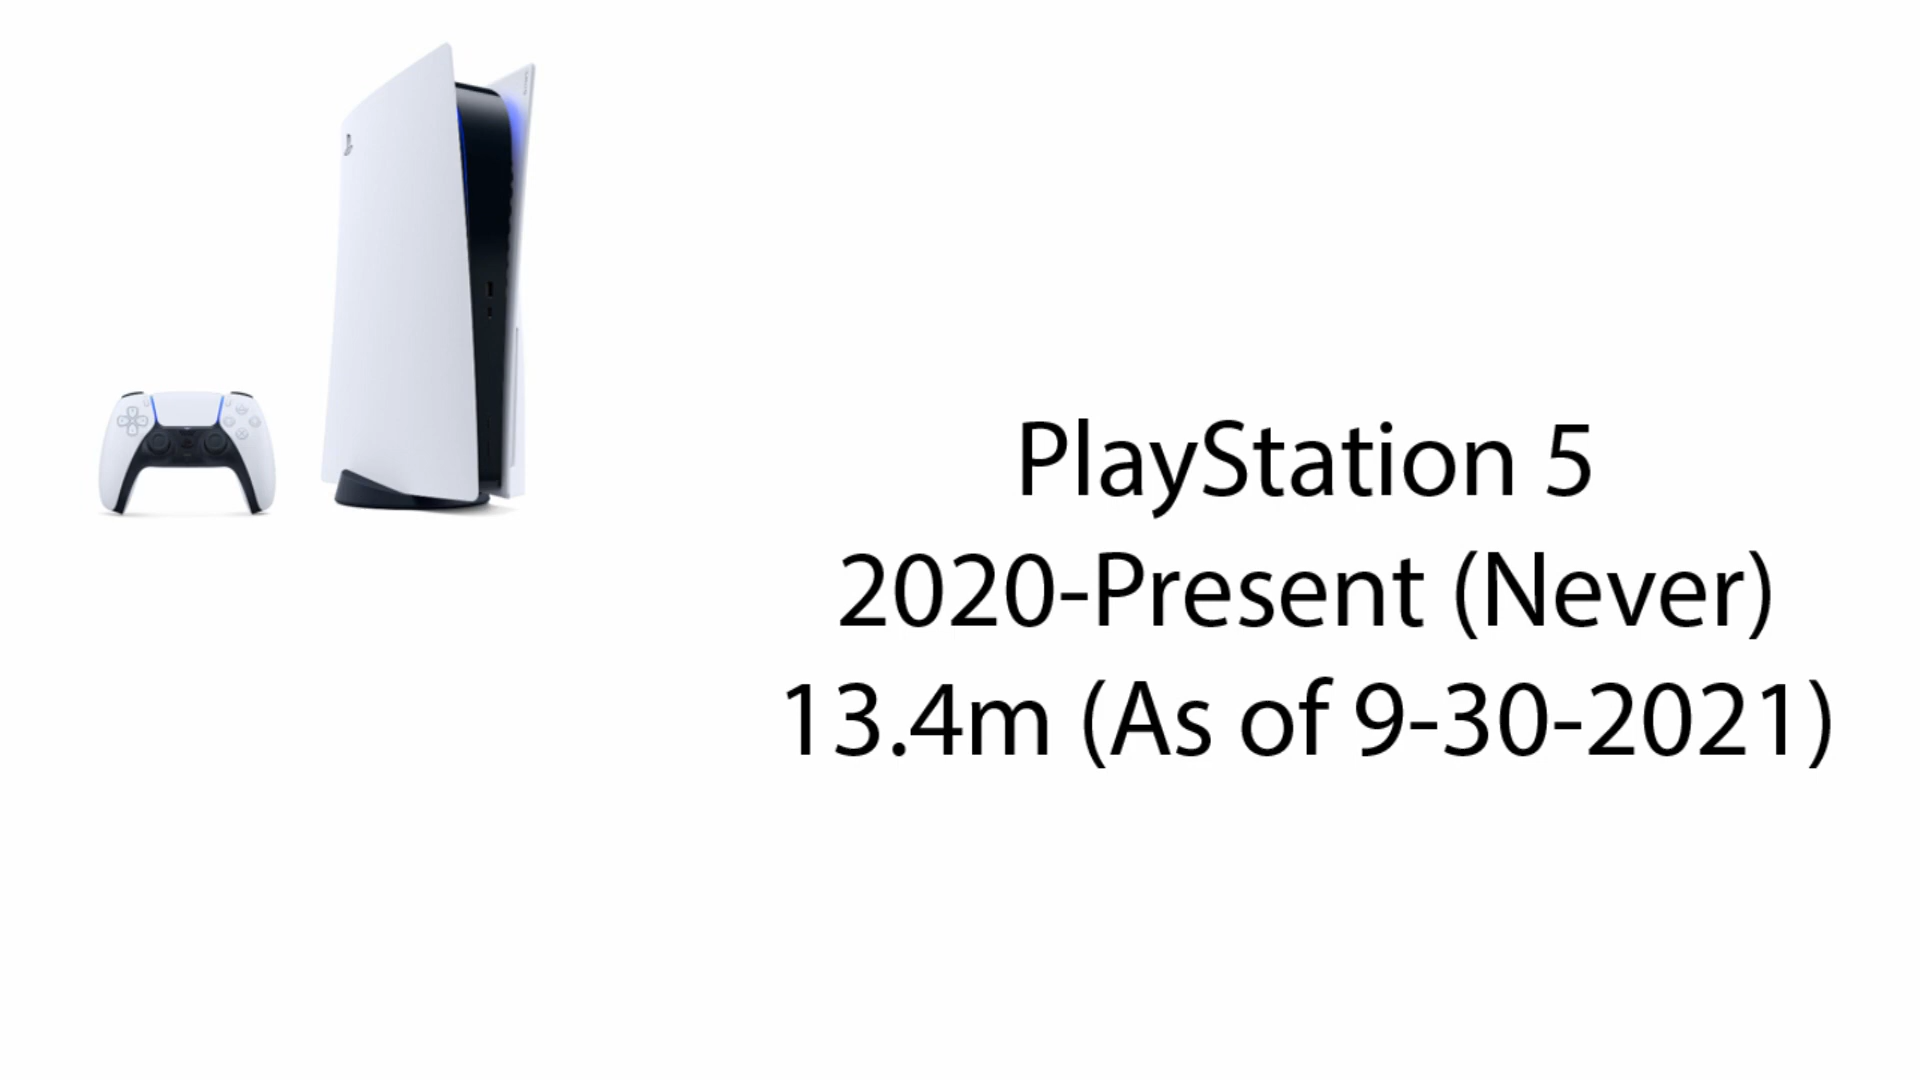 PlayStation 5
2020-Present (Never)
13.4m (As of 9-30-2021)